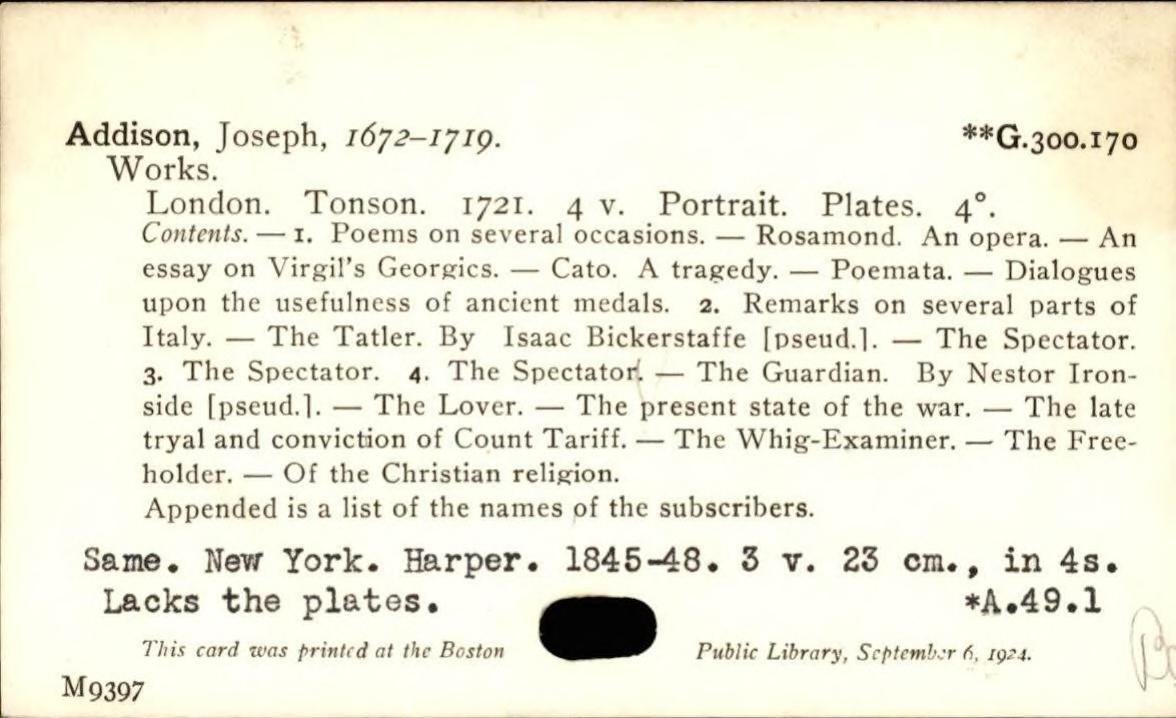 Addison, Joseph, 1672–1719. **G.300.170
Works.
London. Tonson. 1721. 4 v. Portrait. Plates. 4°.
Contents. — 1. Poems on several occasions. — Rosamond. An opera. — An
essay on Virgil's Georgics. — Cato. A tragedy. — Poemata. — Dialogues
upon the usefulness of ancient medals. 2. Remarks on several parts of
Italy. — The Tatler. By Isaac Bickerstaffe [pseud.]. — The Spectator.
3. The Spectator. 4. The Spectator. — The Guardian. By Nestor Iron-
side [pseud.]. — The Lover. — The present state of the war. — The late
tryal and conviction of Count Tariff. — The Whig-Examiner. — The Free-
holder. — Of the Christian religion.
Appended is a list of the names of the subscribers.
Same. New York. Harper. 1845-48. 3 v. 23 cm., in 4s.
Lacks the plates. *A.49.1
This card was printed at the Boston Public Library, September 6, 1924.
M9397